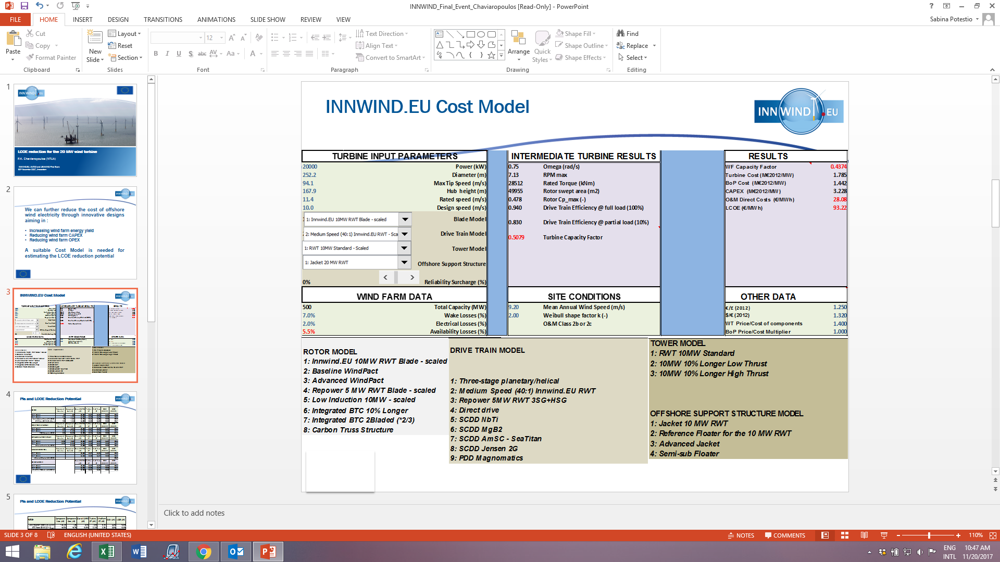 INNWIND_Final_Event_Chaviaropoulos [Read-Only] - PowerPoint
FILE HOME INSERT DESIGN TRANSITIONS ANIMATIONS SLIDE SHOW REVIEW VIEW
Sabina Potestio
Paste
Cut
Copy
Format Painter
Clipboard
New Slide
Layout
Reset
Section
Slides
12
Font
Text Direction
Align Text
Convert to SmartArt
Paragraph
Arrange
Quick Styles
Shape Fill
Shape Outline
Shape Effects
Drawing
Find
Replace
Select
Editing
1
INNWIND EU
LCOE reduction for the 20 MW wind turbine
P.K. Chaviaropoulos (NTUA)
2
We can further reduce the cost of offshore
wind electricity through innovative designs
aiming in :
• Increasing wind farm energy yield
• Reducing wind farm CAPEX
• Reducing wind farm OPEX
A suitable Cost Model is needed for
estimating the LCOE reduction potential
3
INNWIND.EU Cost Model
4
PIs and LCOE Reduction Potential
5
PIs and LCOE Reduction Potential
INNWIND.EU Cost Model
INNWIND EU
TURBINE INPUT PARAMETERS
20000 Power (kW)
252.2 Diameter (m)
94.1 Max Tip Speed (m/s)
167.9 Hub height (m)
11.4 Rated speed (m/s)
10.0 Design speed (m/s)
1: Innwind.EU 10MW RWT Blade - scaled Blade Model
2: Medium Speed (40:1) Innwind.EU RWT - Sca Drive Train Model
1: RWT 10MW Standard - Scaled Tower Model
1: Jacket 20 MW RWT Offshore Support Structure
0% Reliability Surcharge (%)
INTERMEDIATE TURBINE RESULTS
0.75 Omega (rad/s)
7.13 RPM max
28512 Rated Torque (kNm)
49955 Rotor swept area (m2)
0.478 Rotor Cp_max (-)
0.940 Drive Train Efficiency @ full load (100%)
0.830 Drive Train Efficiency @ partial load (10%)
0.5079 Turbine Capacity Factor
RESULTS
WF Capacity Factor 0.4374
Turbine Cost (M€2012/MW) 1.785
BoP Cost (M€2012/MW) 1.442
CAPEX (M€2012/MW) 3.228
O&M Direct Costs (€/MWh) 28.08
LCOE (€/MWh) 93.22
WIND FARM DATA
500 Total Capacity (MW)
7.0% Wake Losses (%)
2.0% Electrical Losses (%)
5.5% Availability Losses (%)
SITE CONDITIONS
9.20 Mean Annual Wind Speed (m/s)
2.00 Weibull shape factor k (-)
O&M Class 2b or 2c
OTHER DATA
€/£ (2012) 1.250
$/€ (2012) 1.320
WT Price/Cost of components 1.400
BoP Price/Cost Multiplier 1.000
ROTOR MODEL
1: Innwind.EU 10MW RWT Blade - scaled
2: Baseline WindPact
3: Advanced WindPact
4: Repower 5 MW RWT Blade - scaled
5: Low Induction 10MW - scaled
6: Integrated BTC 10% Longer
7: Integrated BTC 2Bladed (*2/3)
8: Carbon Truss Structure
DRIVE TRAIN MODEL
1: Three-stage planetary/helical
2: Medium Speed (40:1) Innwind.EU RWT
3: Repower 5MW RWT 3SG+HSG
4: Direct drive
5: SCDD NbTi
6: SCDD MgB2
7: SCDD AmSC - SeaTitan
8: SCDD Jensen 2G
9: PDD Magnomatics
TOWER MODEL
1: RWT 10MW Standard
2: 10MW 10% Longer Low Thrust
3: 10MW 10% Longer High Thrust
OFFSHORE SUPPORT STRUCTURE MODEL
1: Jacket 10 MW RWT
2: Reference Floater for the 10 MW RWT
3: Advanced Jacket
4: Semi-sub Floater
Click to add notes
SLIDE 3 OF 8 ENGLISH (UNITED STATES) NOTES COMMENTS 110%
ENG 10:47 AM
INTL 11/20/2017